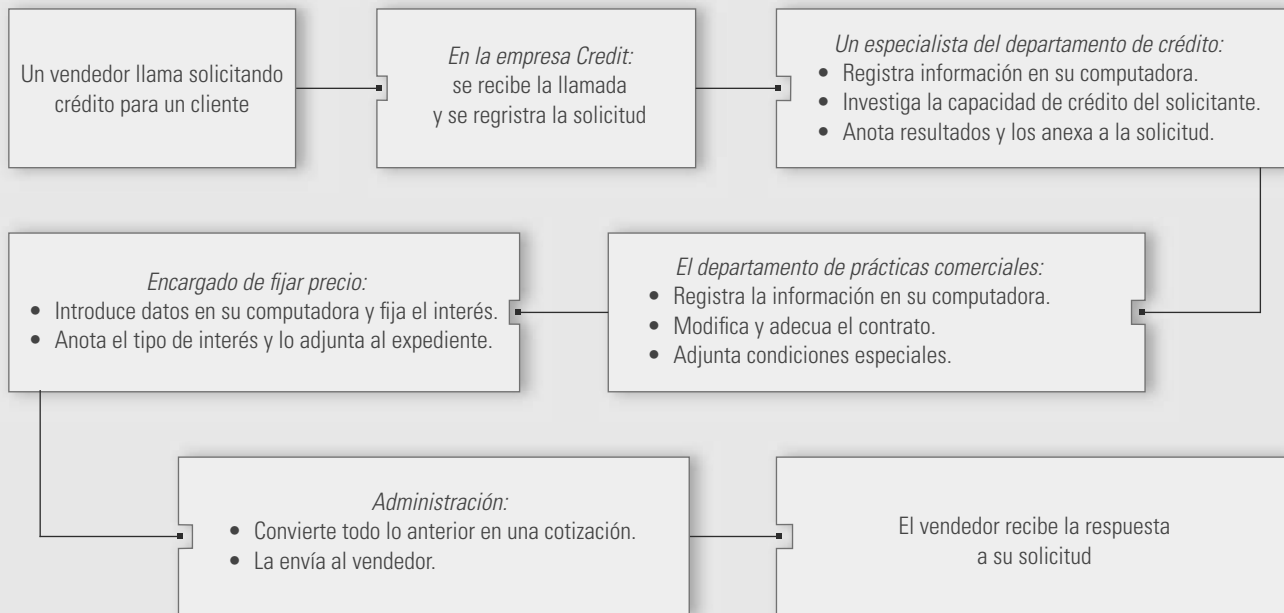 Un vendedor llama solicitando
crédito para un cliente
En la empresa Credit:
se recibe la llamada
y se regristra la solicitud
Un especialista del departamento de crédito:
• Registra información en su computadora.
• Investiga la capacidad de crédito del solicitante.
• Anota resultados y los anexa a la solicitud.
El departamento de prácticas comerciales:
• Registra la información en su computadora.
• Modifica y adecua el contrato.
• Adjunta condiciones especiales.
Encargado de fijar precio:
• Introduce datos en su computadora y fija el interés.
• Anota el tipo de interés y lo adjunta al expediente.
Administración:
• Convierte todo lo anterior en una cotización.
• La envía al vendedor.
El vendedor recibe la respuesta
a su solicitud